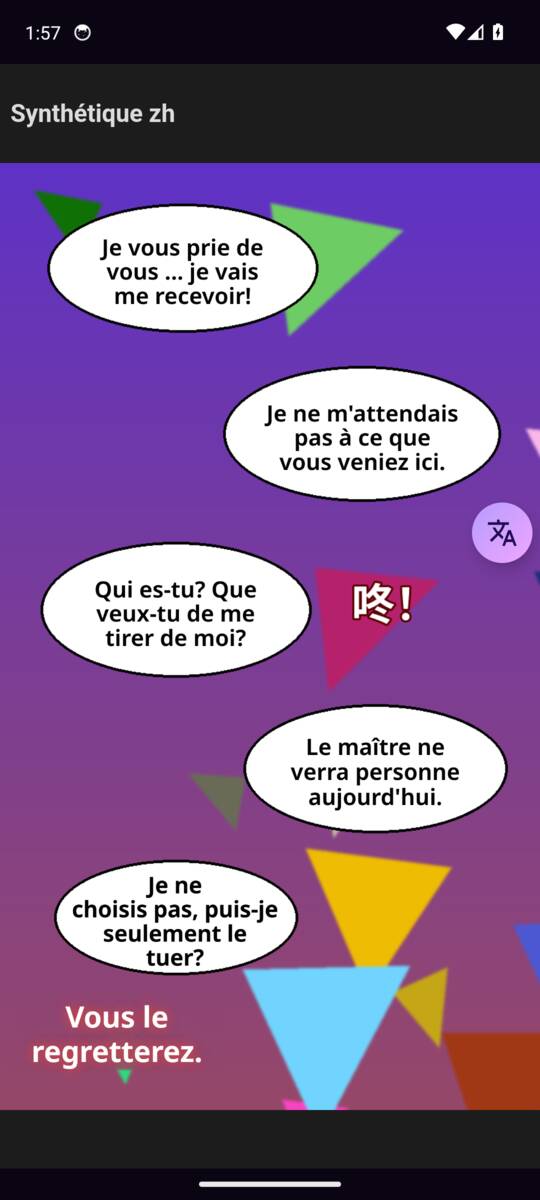 1:57
Synthétique zh
Je vous prie de
vous ... je vais
me recevoir!
Je ne m'attendais
pas à ce que
vous veniez ici.
Qui es-tu? Que
veux-tu de me
tirer de moi?
咚!
Le maître ne
verra personne
aujourd'hui.
Je ne
choisis pas, puis-je
seulement le
tuer?
Vous le
regretterez.